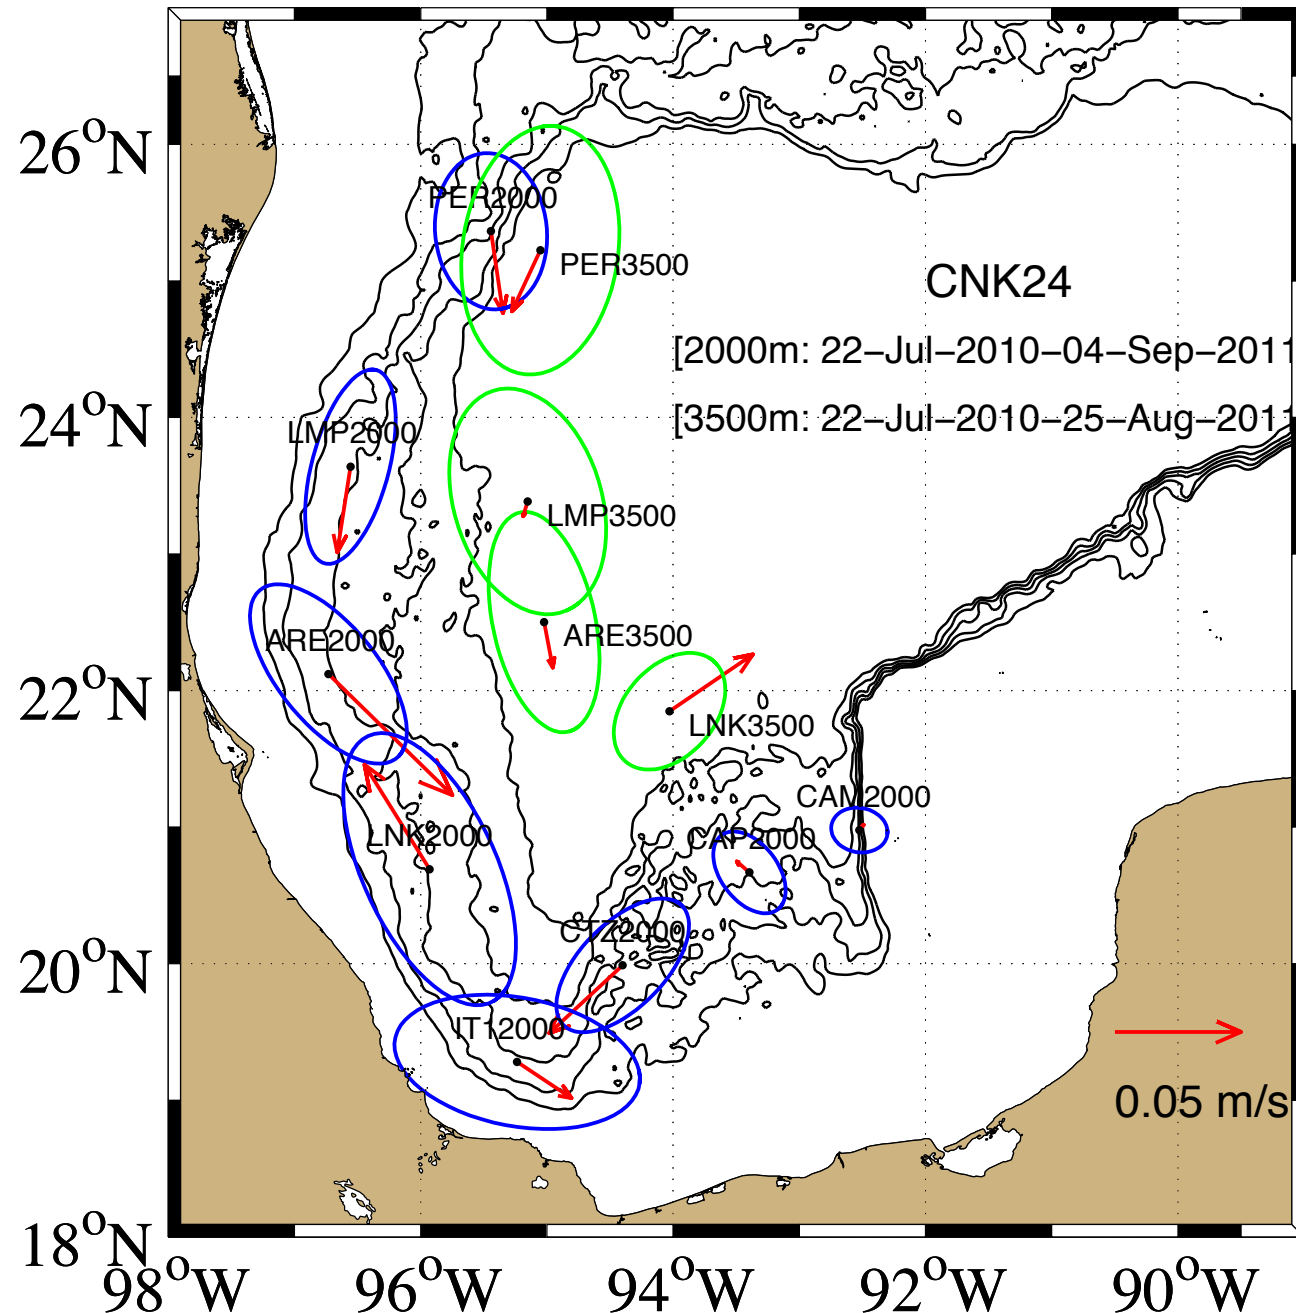 26°N
PER2000
PER3500
CNK24
[2000m: 22−Jul−2010−04−Sep−2011
24°N
[3500m: 22−Jul−2010−25−Aug−2011
LMP2000
LMP3500
ARE2000
ARE3500
22°N
LNK3500
CAM2000
LNK2000
CAP2000
CTZ2000
20°N
IT12000
0.05 m/s
18°N
98°W
96°W
94°W
92°W
90°W